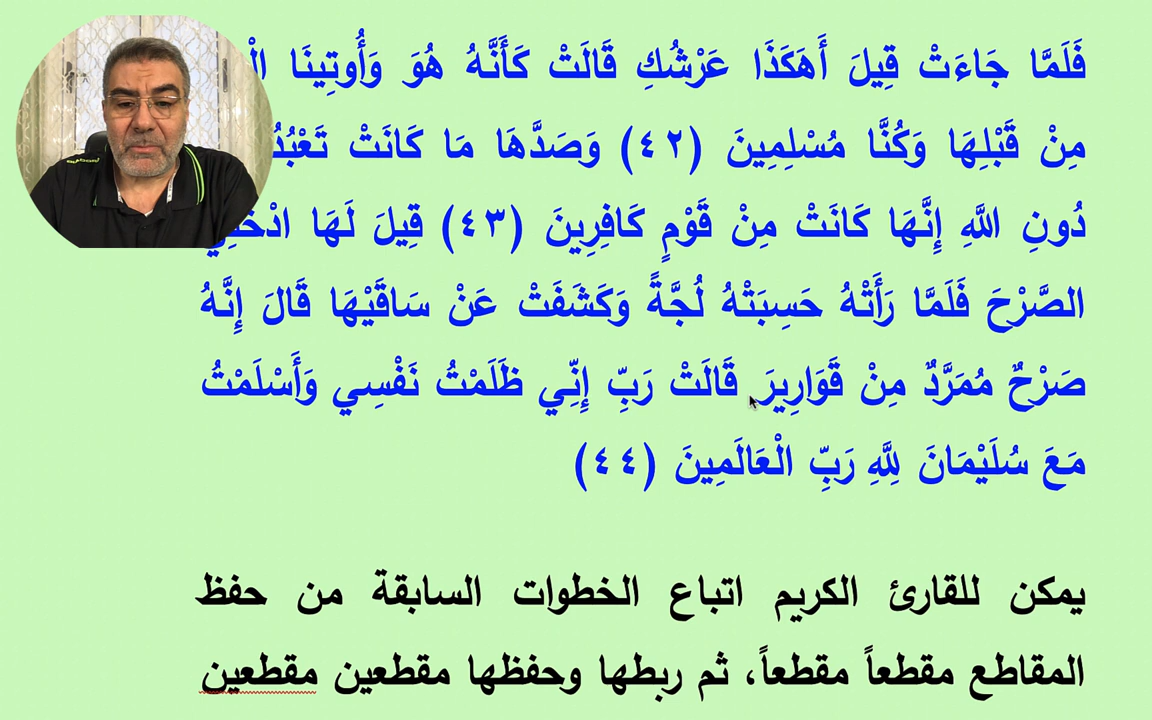 فَلَمَّا جَاءَتْ قِيلَ أَهَكَذَا عَرْشُكِ قَالَتْ كَأَنَّهُ هُوَ وَأُوتِينَا
مِنْ قَبْلِهَا وَكُنَّا مُسْلِمِينَ (٤٢) وَصَدَّهَا مَا كَانَتْ تَعْبُدُ
دُونِ اللَّهِ إِنَّهَا كَانَتْ مِنْ قَوْمٍ كَافِرِينَ (٤٣) قِيلَ لَهَا ادْخُلِي
الصَّرْحَ فَلَمَّا رَأَتْهُ حَسِبَتْهُ لُجَّةً وَكَشَفَتْ عَنْ سَاقَيْهَا قَالَ إِنَّهُ
صَرْحٌ مُمَرَّدٌ مِنْ قَوَارِيرَ قَالَتْ رَبِّ إِنِّي ظَلَمْتُ نَفْسِي وَأَسْلَمْتُ
مَعَ سُلَيْمَانَ لِلَّهِ رَبِّ الْعَالَمِينَ (٤٤)
يمكن للقارئ الكريم اتباع الخطوات السابقة من حفظ
المقاطع مقطعاً مقطعاً، ثم ربطها وحفظها مقطعين مقطعين